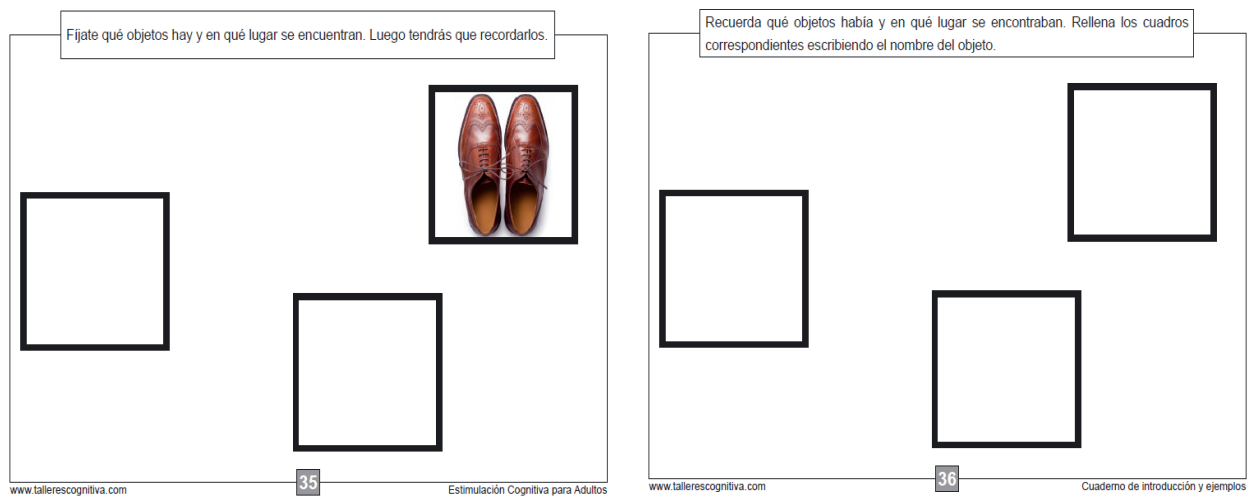 Fíjate qué objetos hay y en qué lugar se encuentran. Luego tendrás que recordarlos.
35
www.tallerescognitiva.com
Estimulación Cognitiva para Adultos
Recuerda qué objetos había y en qué lugar se encontraban. Rellena los cuadros
correspondientes escribiendo el nombre del objeto.
36
www.tallerescognitiva.com
Cuaderno de introducción y ejemplos